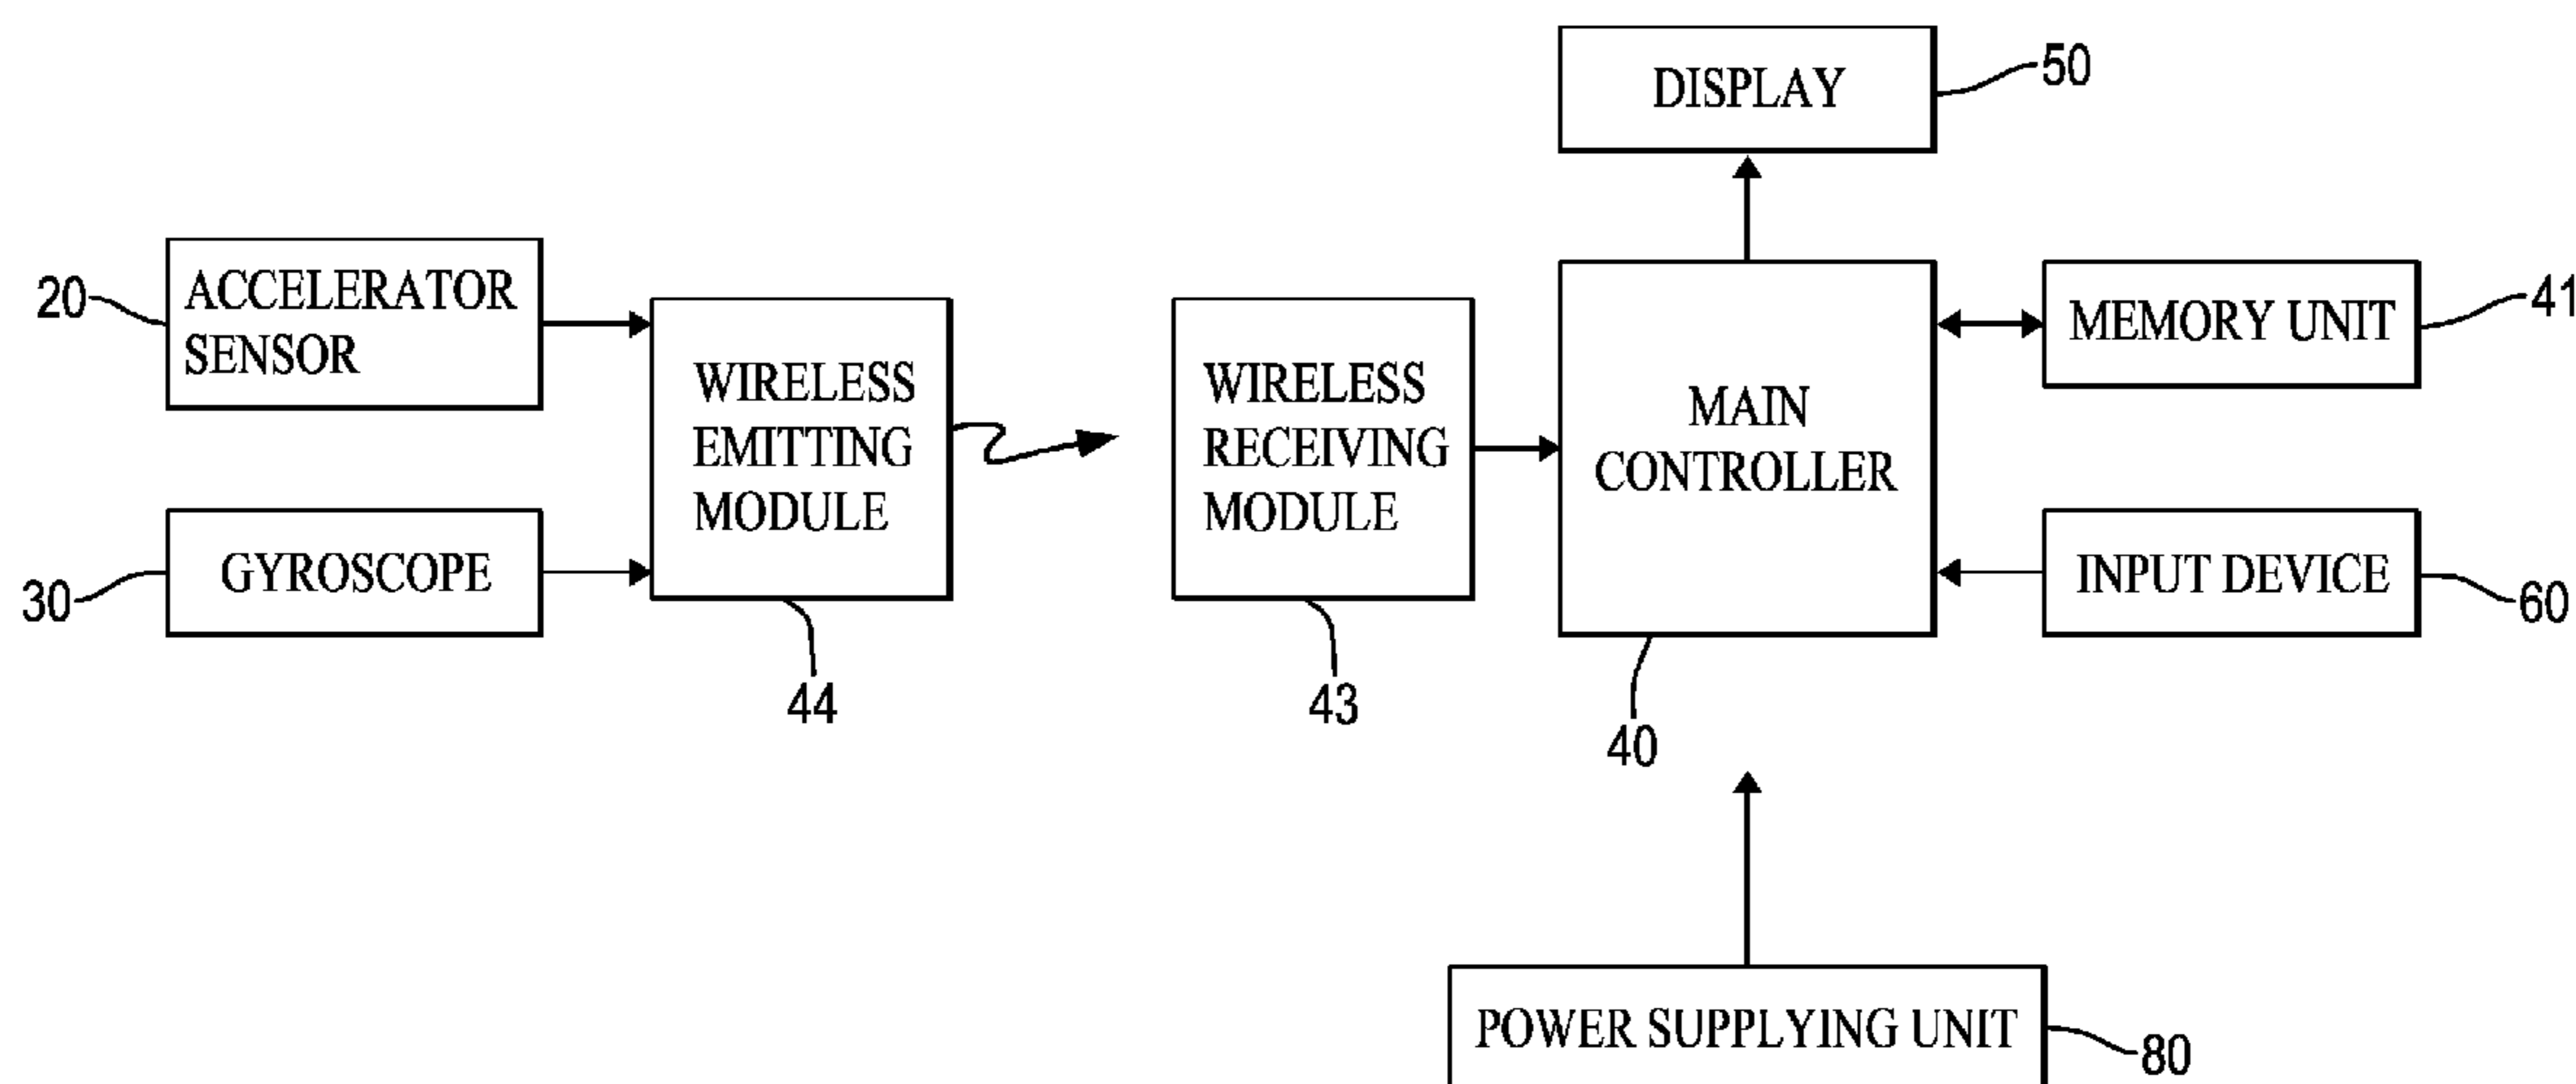 DISPLAY
50
20
ACCELERATOR
SENSOR
WIRELESS
EMITTING
MODULE
WIRELESS
RECEIVING
MODULE
MAIN
CONTROLLER
MEMORY UNIT
41
30
GYROSCOPE
INPUT DEVICE
60
44
43
40
POWER SUPPLYING UNIT
80